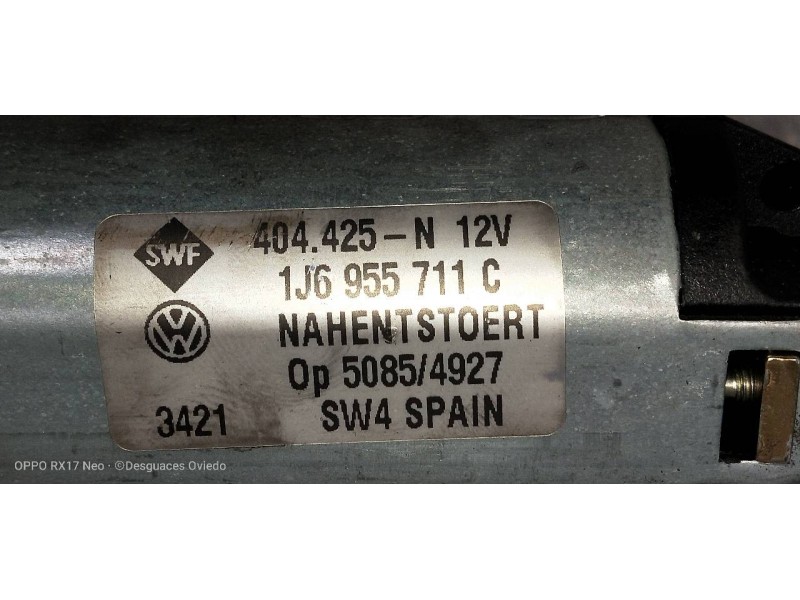 SWF
404.425-N 12V
1J6 955 711 C
NAHENTSTOERT
Op 5085/4927
3421 SW4 SPAIN
OPPO RX17 Neo · ©Desguaces Oviedo